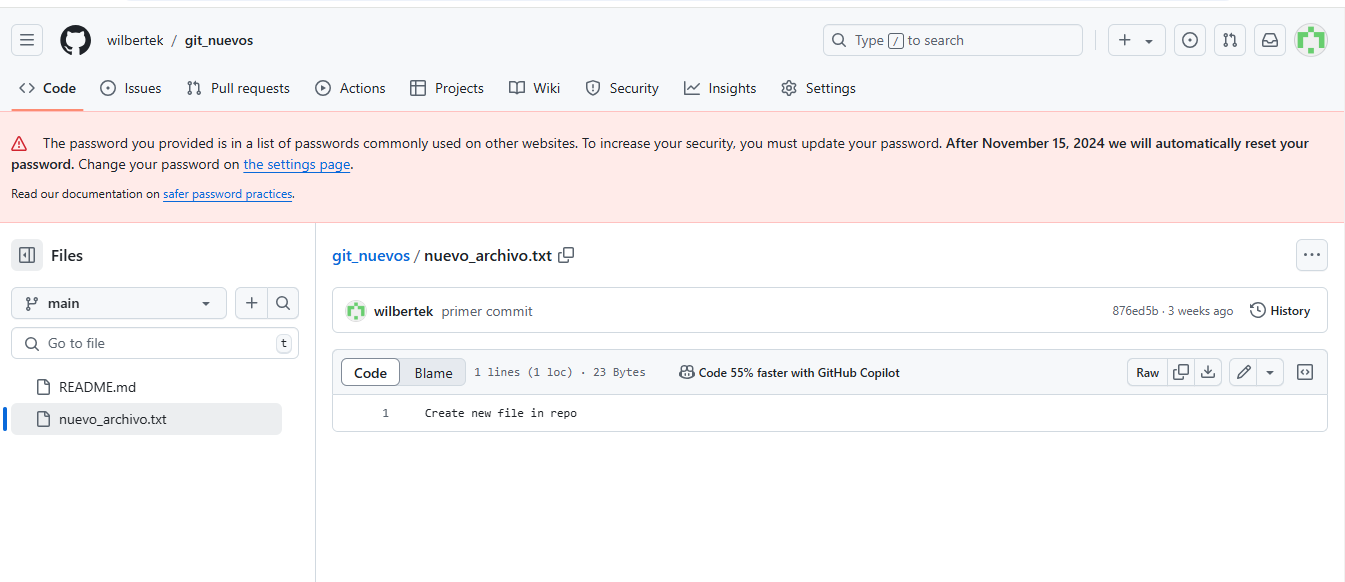 wilbertek / git_nuevos
Type / to search
Code Issues Pull requests Actions Projects Wiki Security Insights Settings
The password you provided is in a list of passwords commonly used on other websites. To increase your security, you must update your password. After November 15, 2024 we will automatically reset your
password. Change your password on the settings page.
Read our documentation on safer password practices.
Files
main
Go to file t
README.md
nuevo_archivo.txt
git_nuevos / nuevo_archivo.txt
wilbertek primer commit 876ed5b · 3 weeks ago History
Code Blame 1 lines (1 loc) · 23 Bytes Code 55% faster with GitHub Copilot Raw
1 Create new file in repo